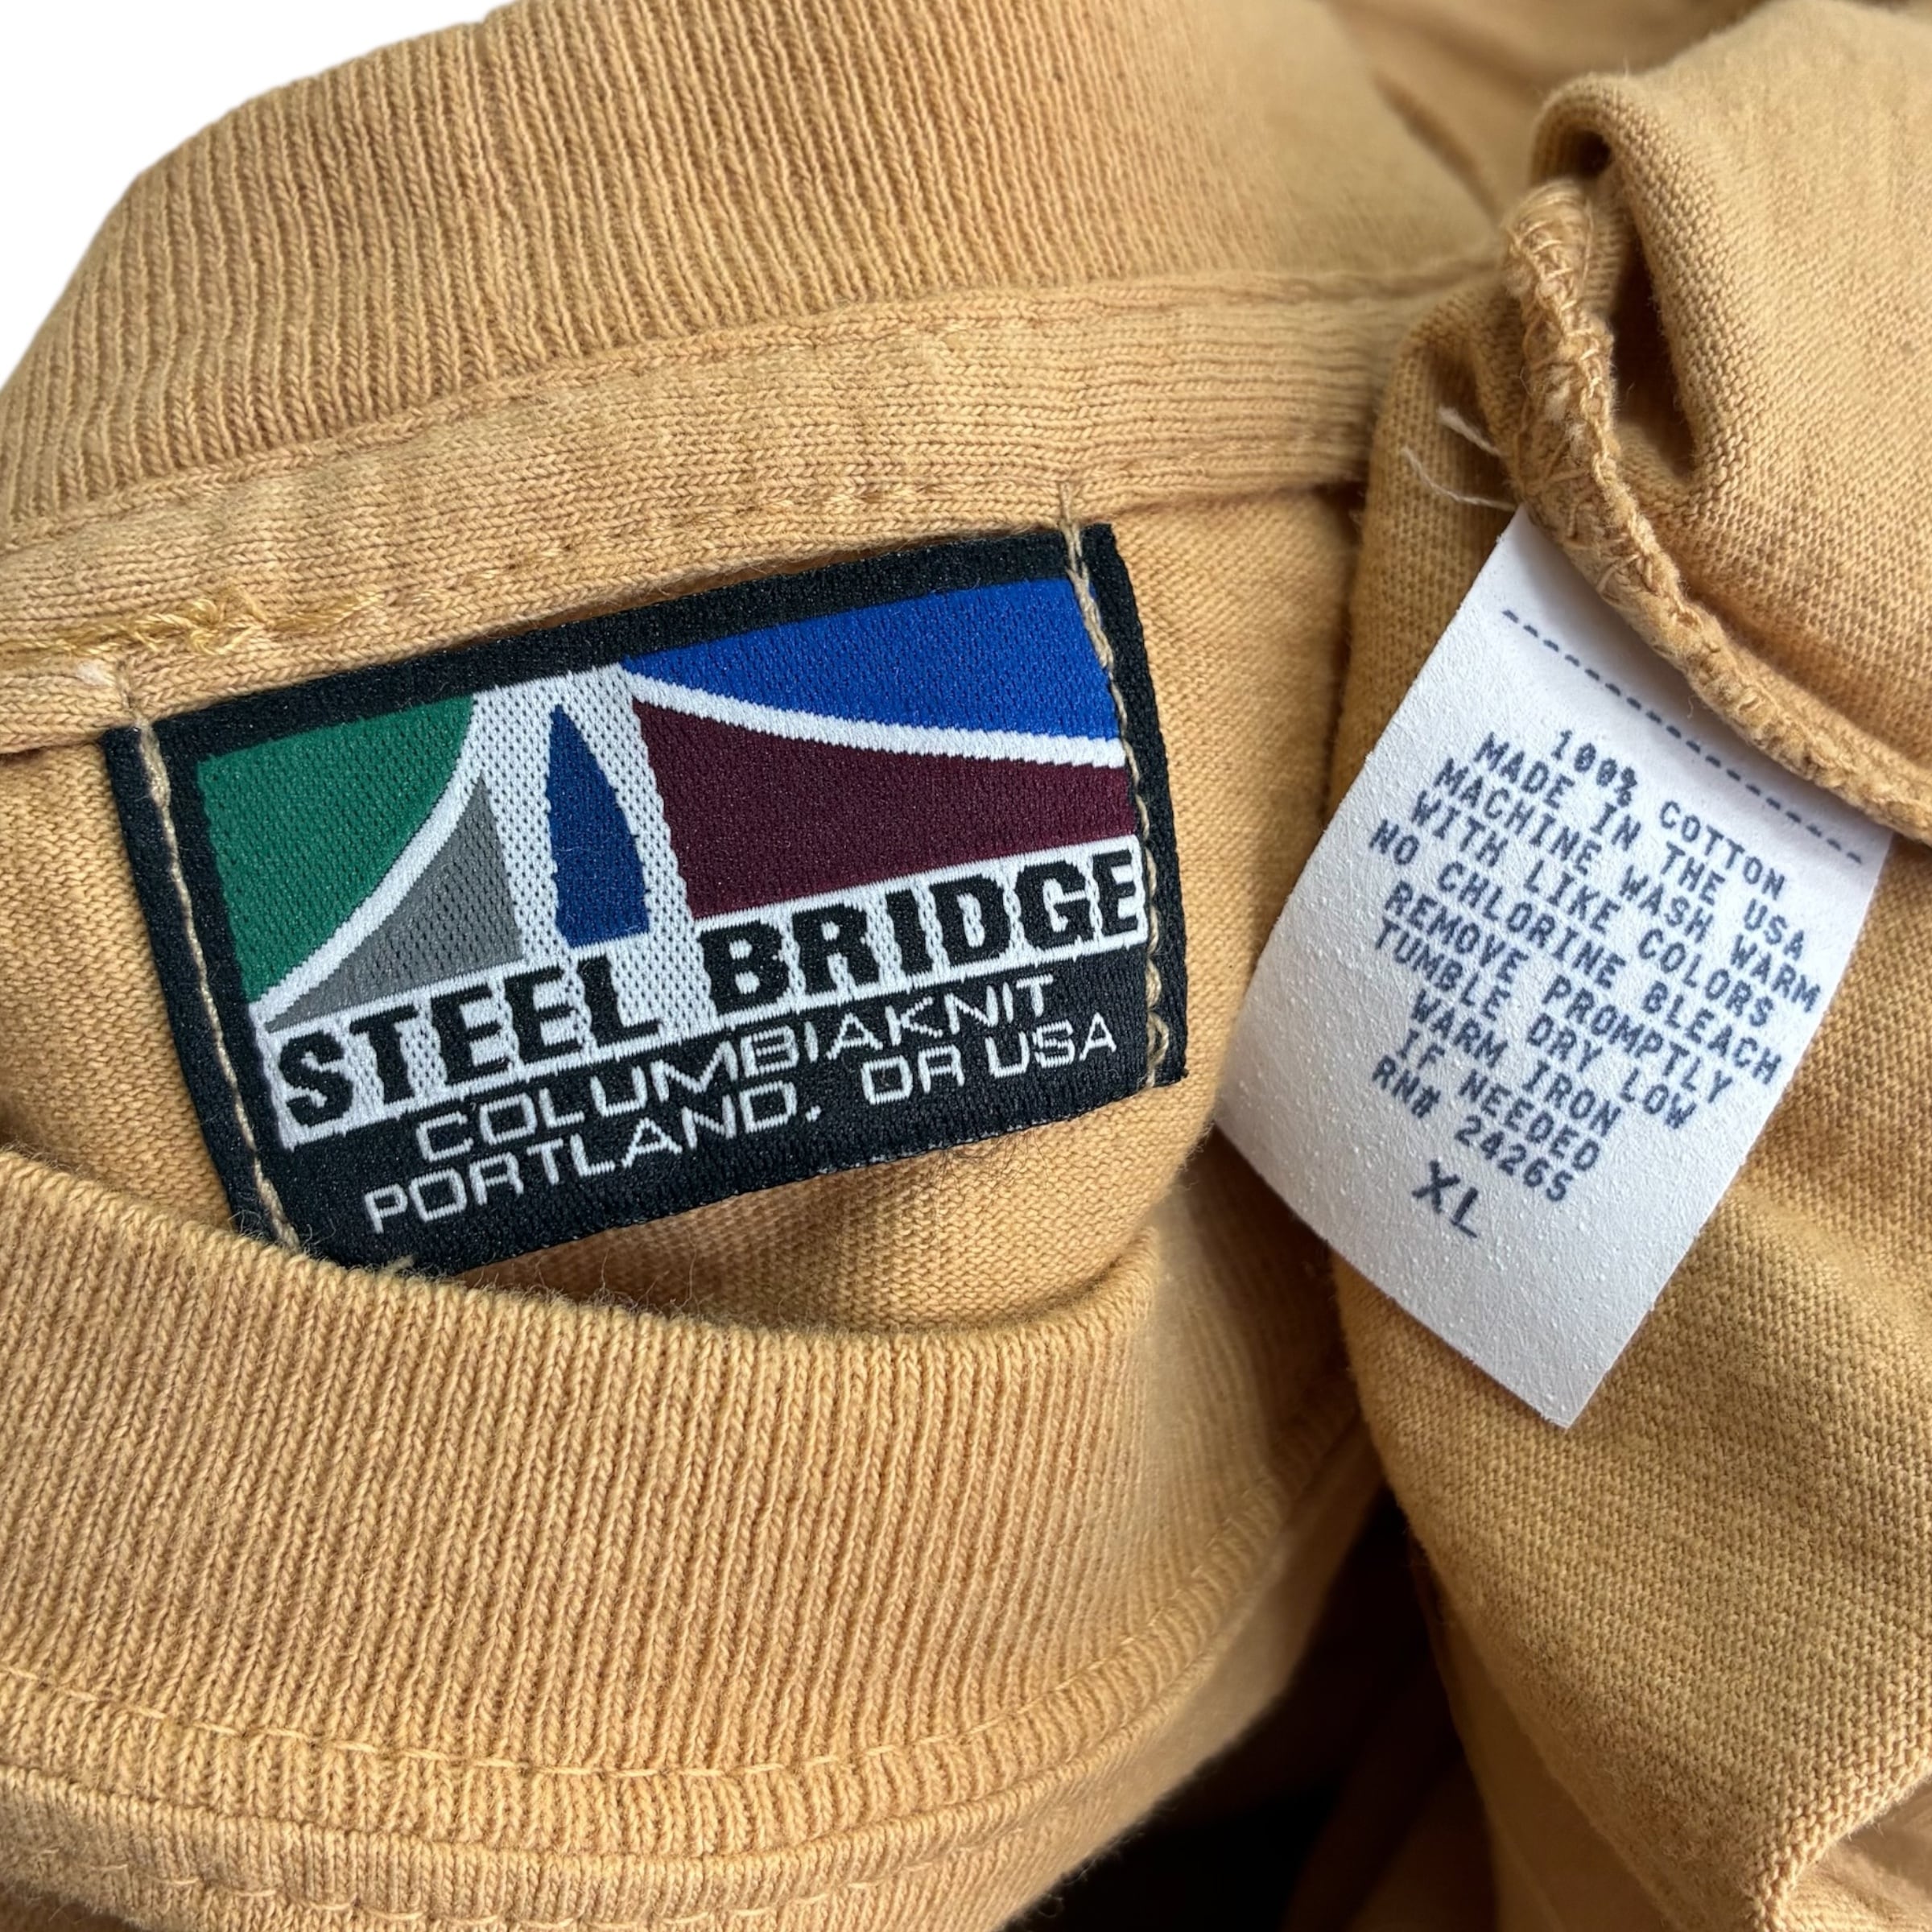 STEEL BRIDGE
COLUMBIAKNIT
PORTLAND. OR USA
100% COTTON
MADE IN THE USA
MACHINE WASH WARM
WITH LIKE COLORS
NO CHLORINE BLEACH
REMOVE PROMPTLY
TUMBLE DRY LOW
WARM IRON
IF NEEDED
RN# 24265
XL